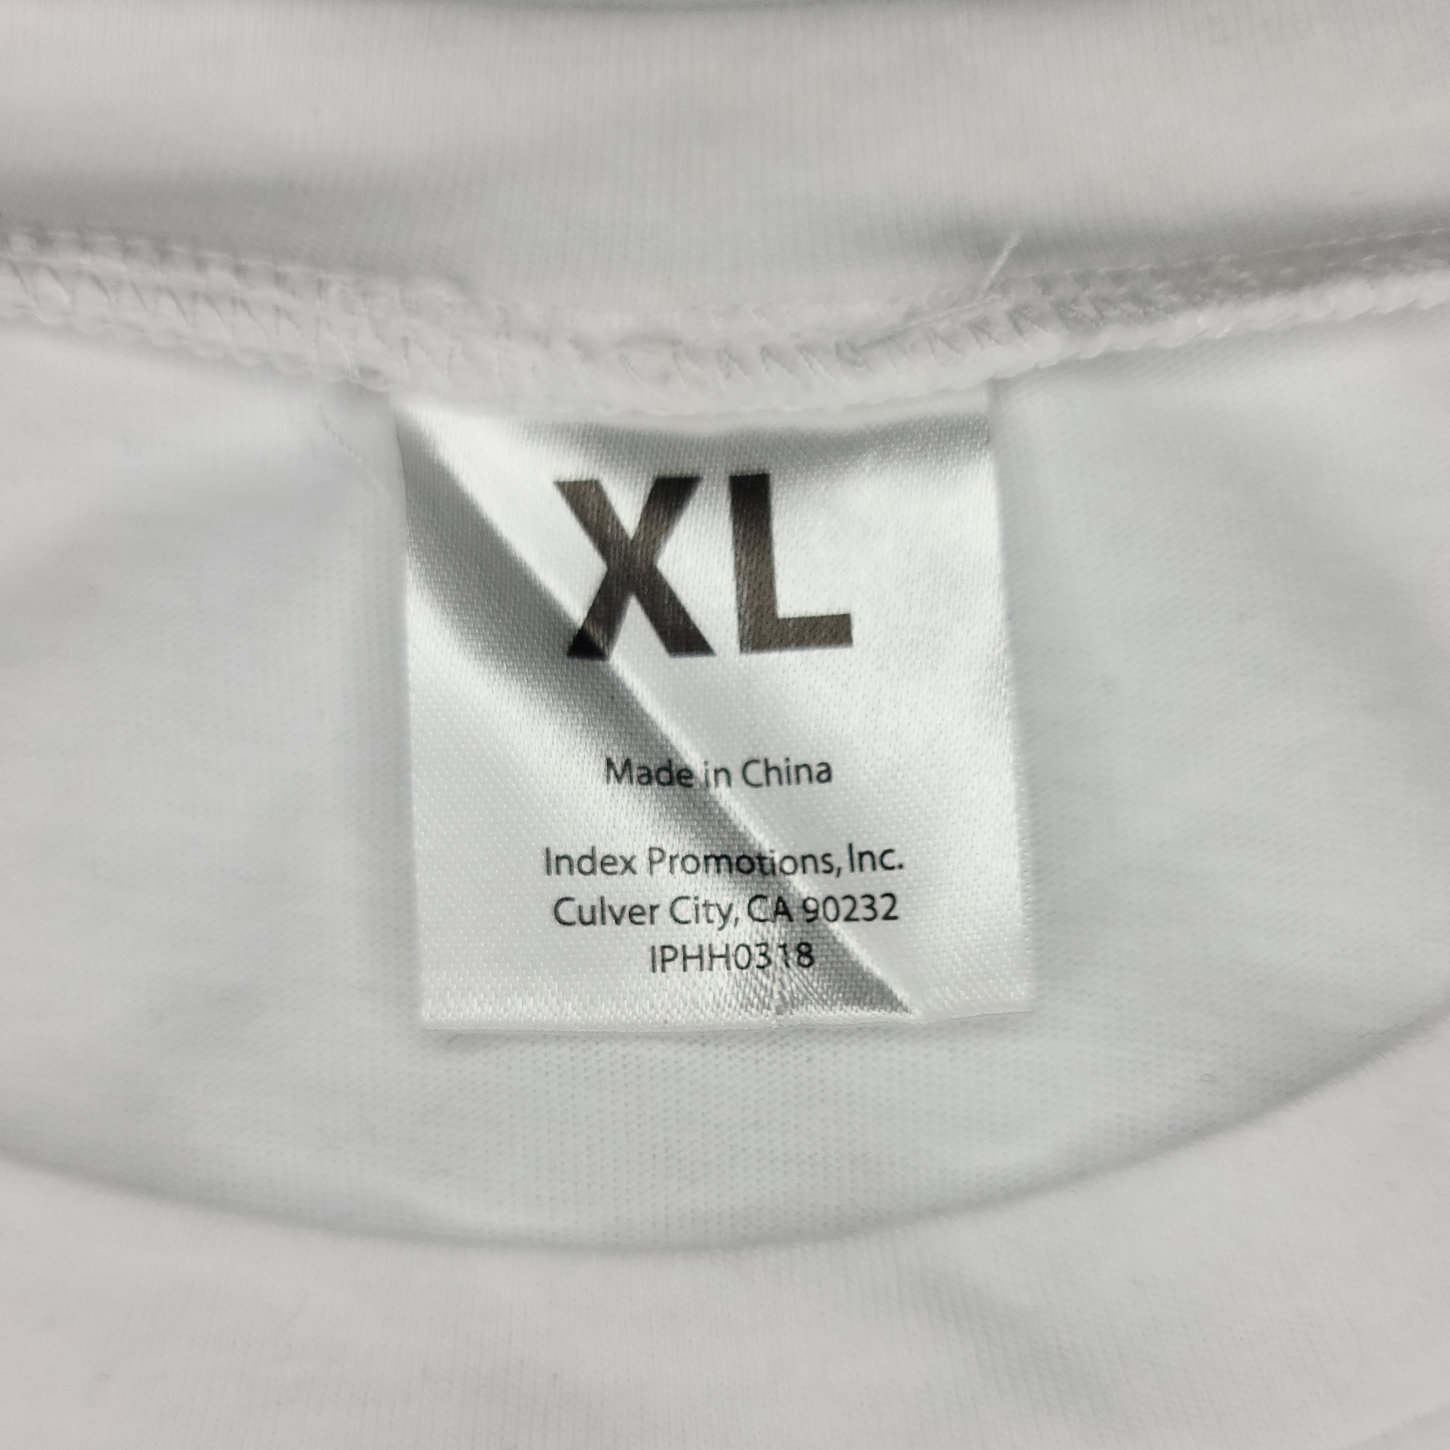 XL
Made in China
Index Promotions, Inc.
Culver City, CA 90232
IPHH0318